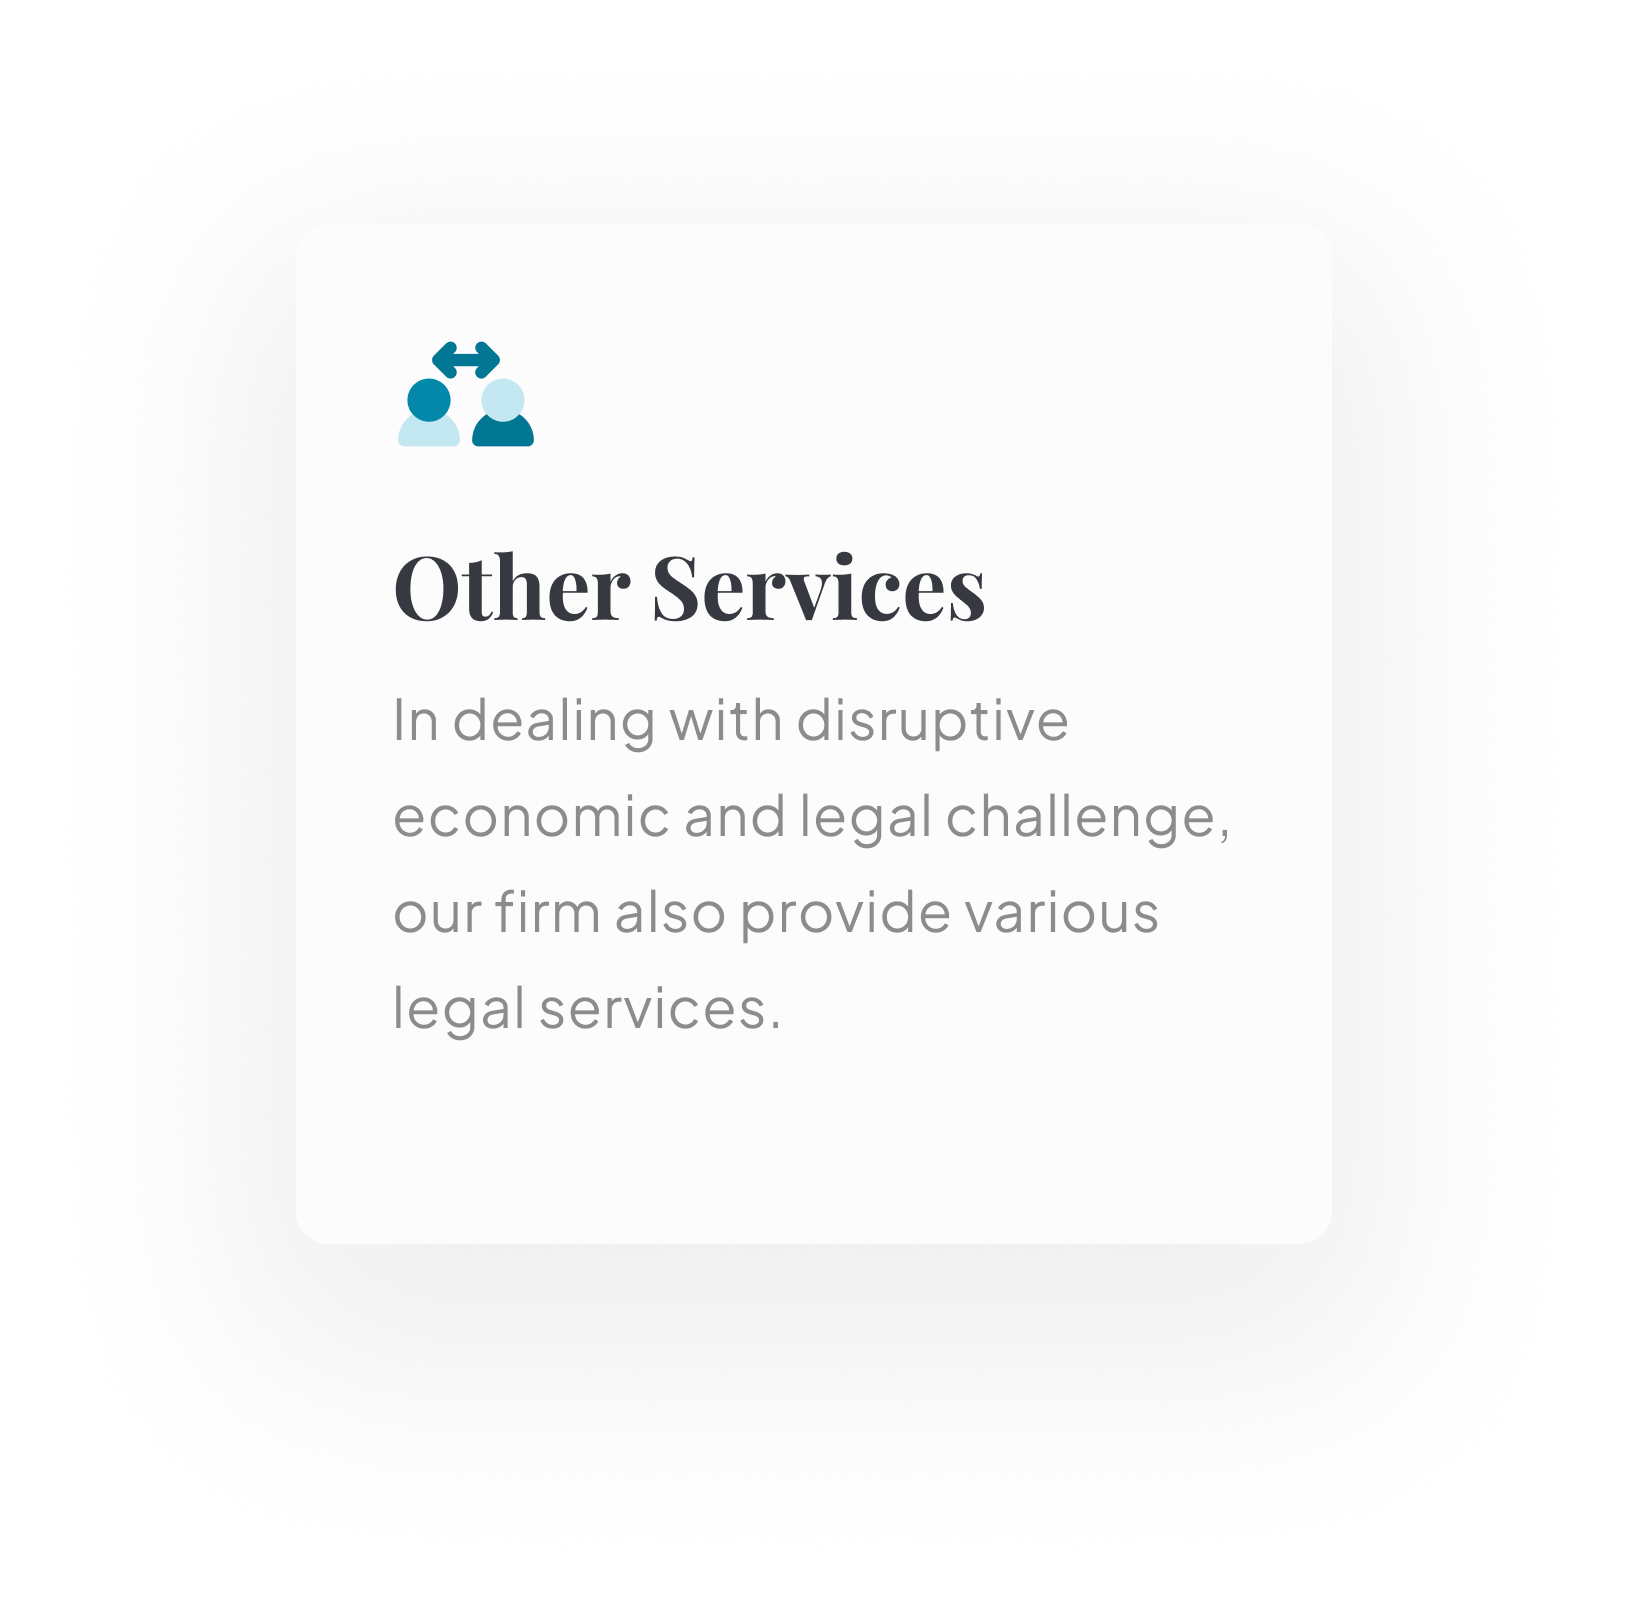 Other Services
In dealing with disruptive
economic and legal challenge,
our firm also provide various
legal services.